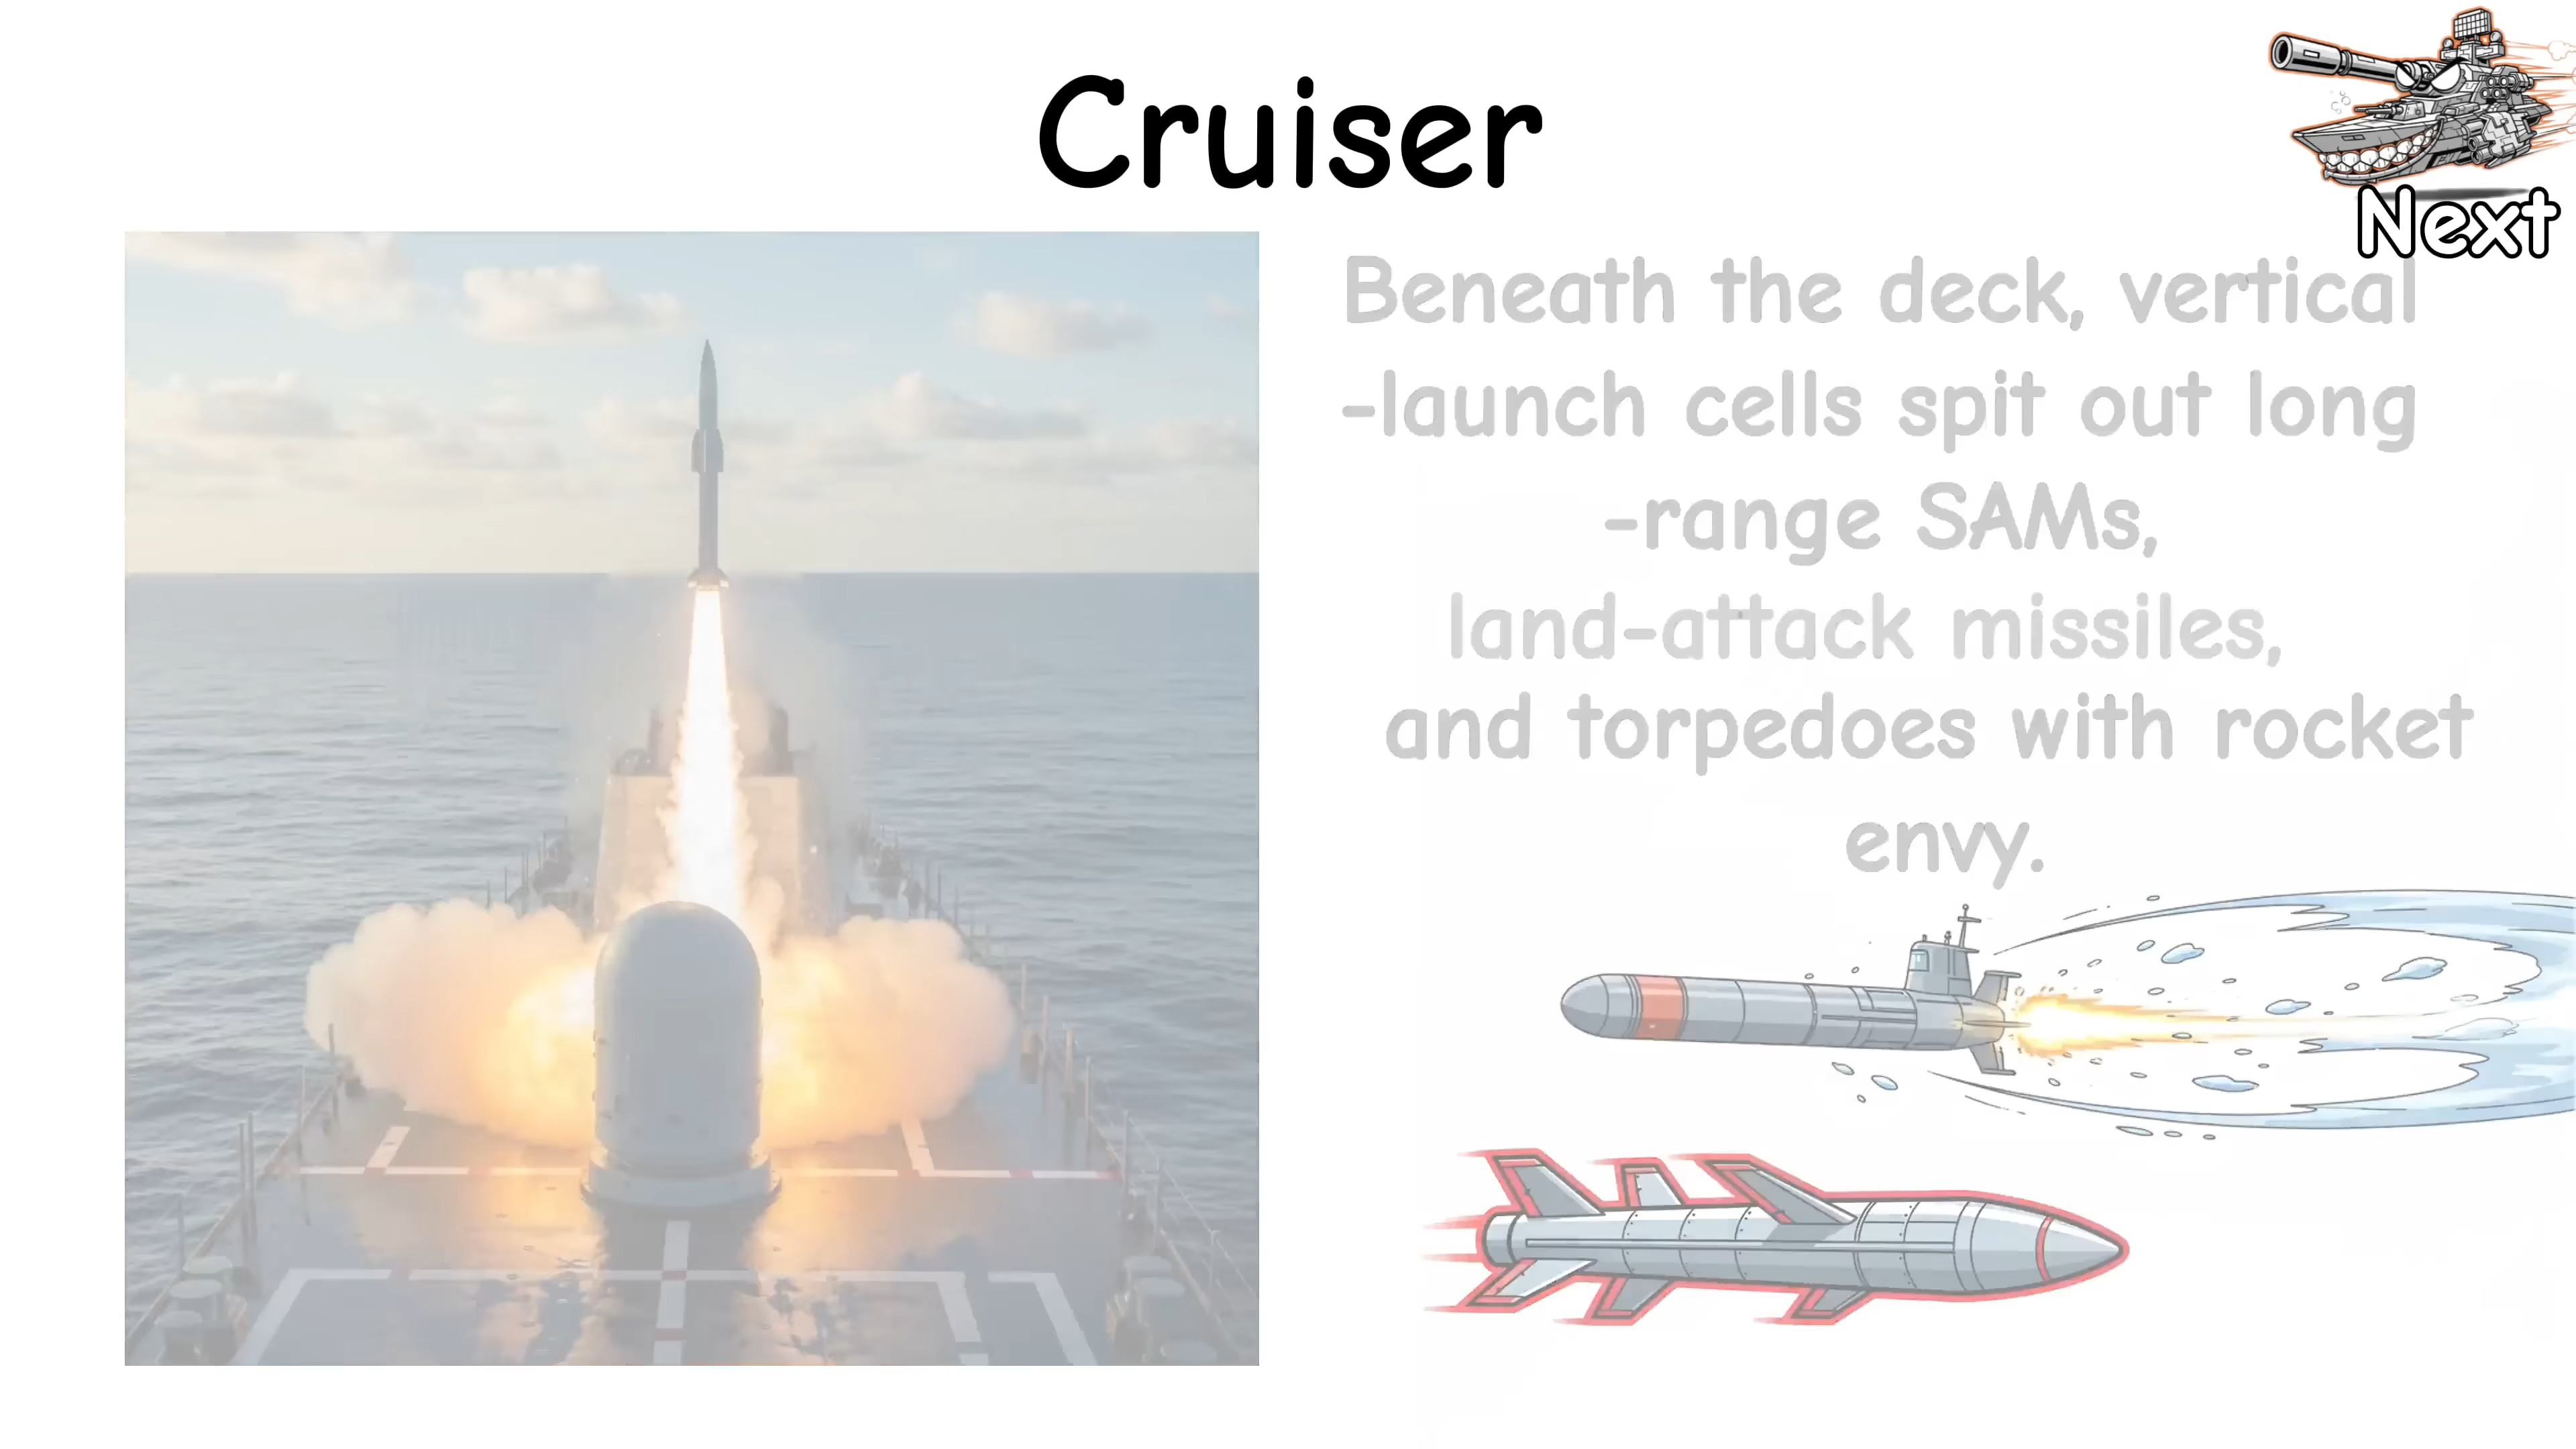 Cruiser
Next
Beneath the deck, vertical
-launch cells spit out long
-range SAMs,
land-attack missiles,
and torpedoes with rocket
envy.